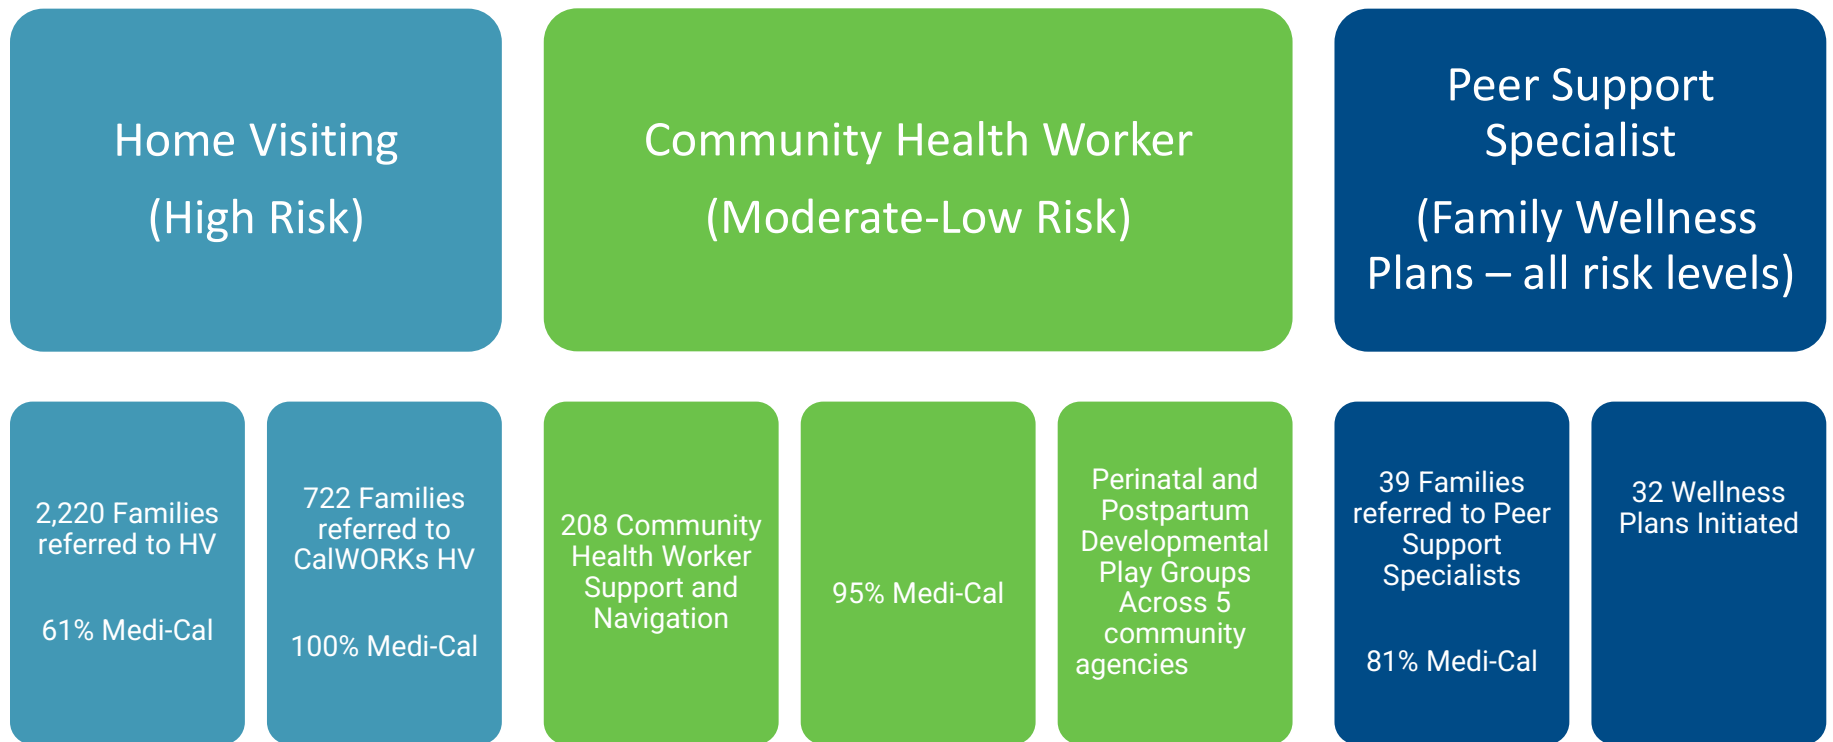 Home Visiting
(High Risk)
Community Health Worker
(Moderate-Low Risk)
Peer Support
Specialist
(Family Wellness
Plans – all risk levels)
2,220 Families
referred to HV
61% Medi-Cal
722 Families
referred to
CalWORKs HV
100% Medi-Cal
208 Community
Health Worker
Support and
Navigation
95% Medi-Cal
Perinatal and
Postpartum
Developmental
Play Groups
Across 5
community
agencies
39 Families
referred to Peer
Support
Specialists
81% Medi-Cal
32 Wellness
Plans Initiated